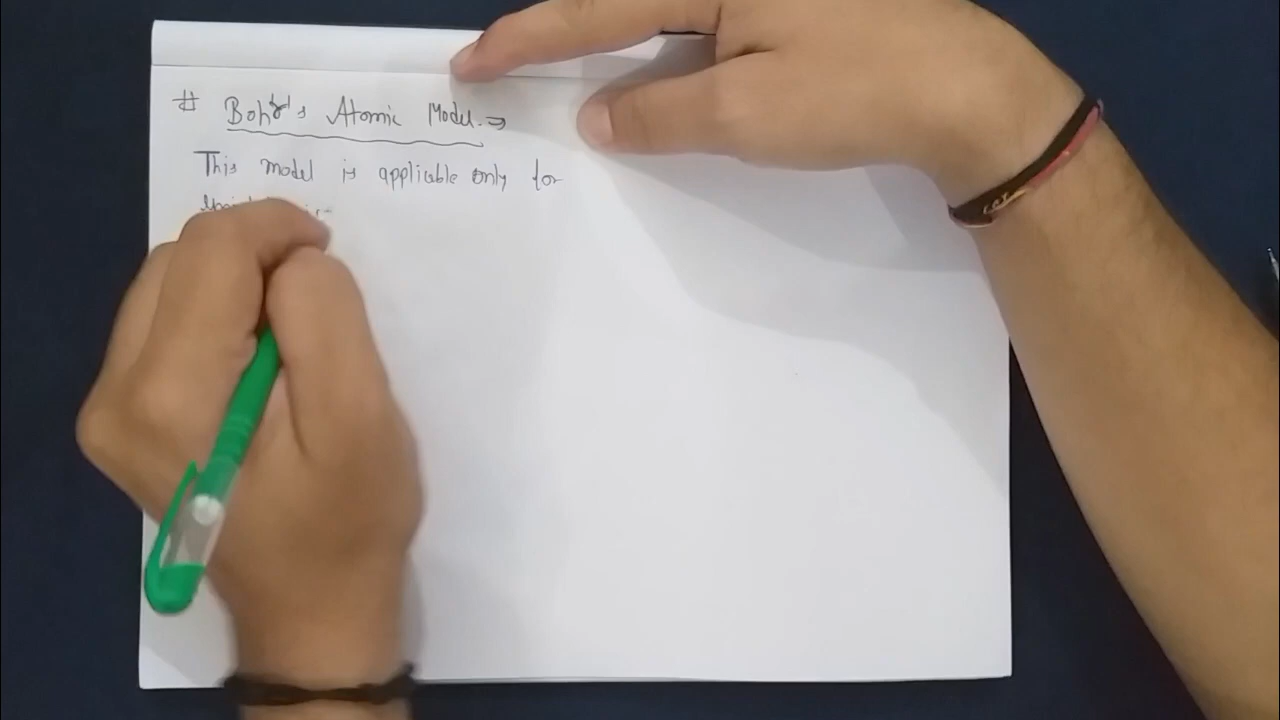 # Bohr's Atomic Model. ⇒
This model is applicable only for